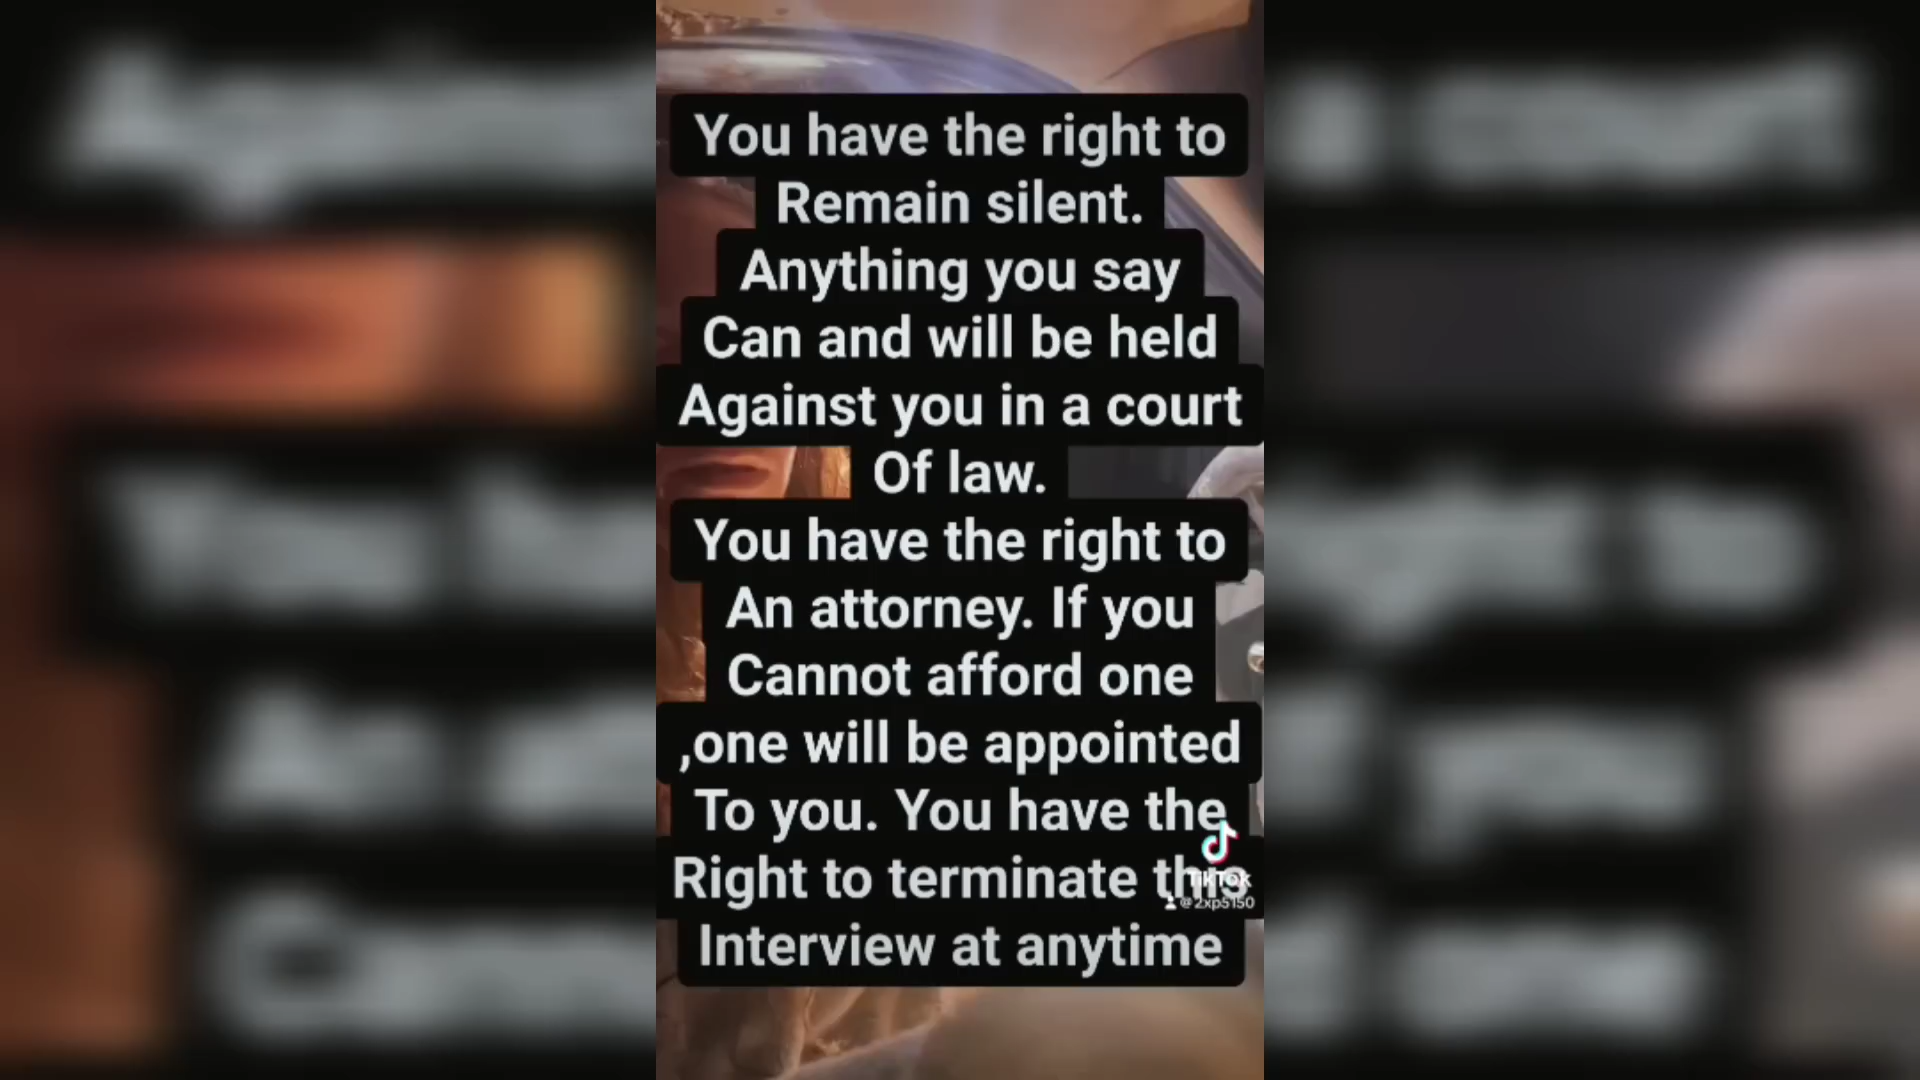 You have the right to
Remain silent.
Anything you say
Can and will be held
Against you in a court
Of law.
You have the right to
An attorney. If you
Cannot afford one
,one will be appointed
To you. You have the
Right to terminate this
Interview at anytime
TikTok
@2xp5150